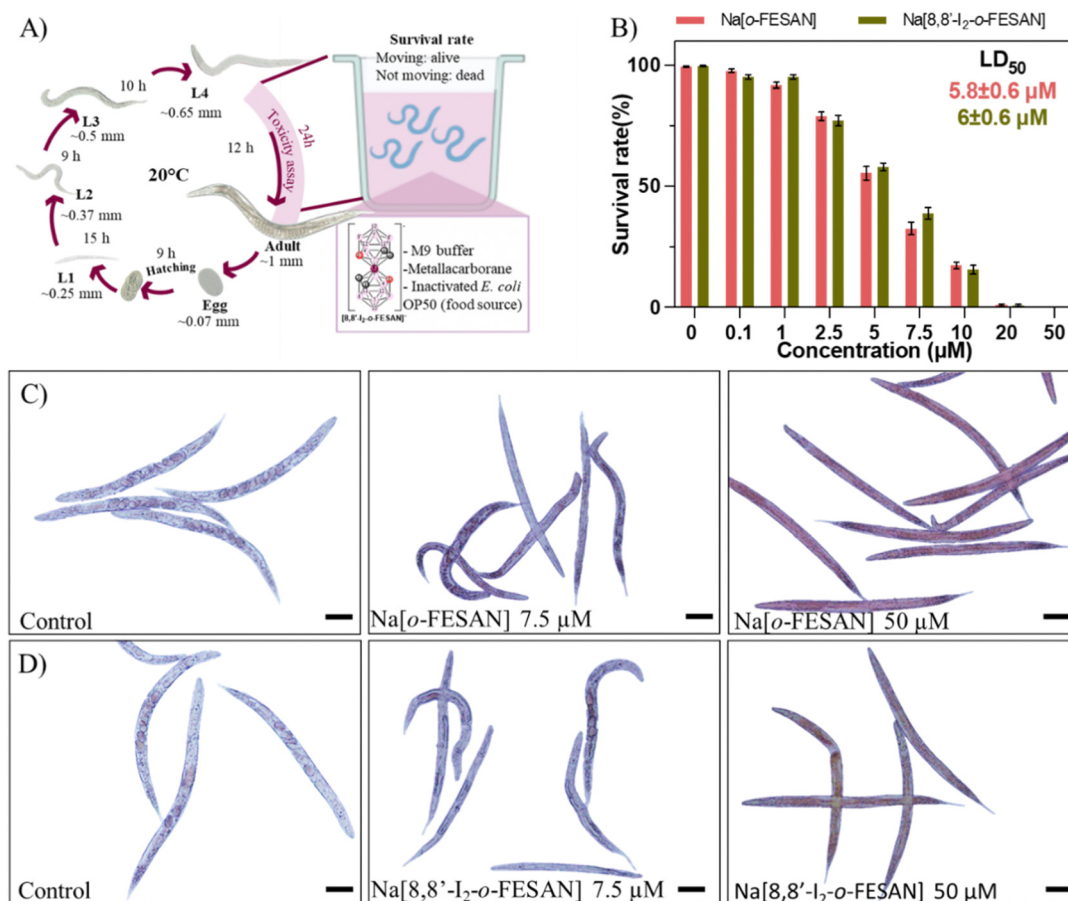 A)
10 h
L4
~0.65 mm
L3
~0.5 mm
9 h
L2
~0.37 mm
15 h
L1
~0.25 mm
9 h
Hatching
Egg
~0.07 mm
Adult
~1 mm
20°C
12 h
24h
Toxicity assay
Survival rate
Moving: alive
Not moving: dead
- M9 buffer
-Metallacarborane
- Inactivated E. coli
OP50 (food source)
[8,8'-I2-o-FESAN]-
B)
Na[o-FESAN]
Na[8,8'-I2-o-FESAN]
LD50
5.8±0.6 µM
6±0.6 µM
Survival rate(%)
100
50
0
0 0.1 1 2.5 5 7.5 10 20 50
Concentration (µM)
C)
Control
Na[o-FESAN] 7.5 µM
Na[o-FESAN] 50 µM
D)
Control
Na[8,8’-I2-o-FESAN] 7.5 µM
Na[8,8′-I2-o-FESAN] 50 µM